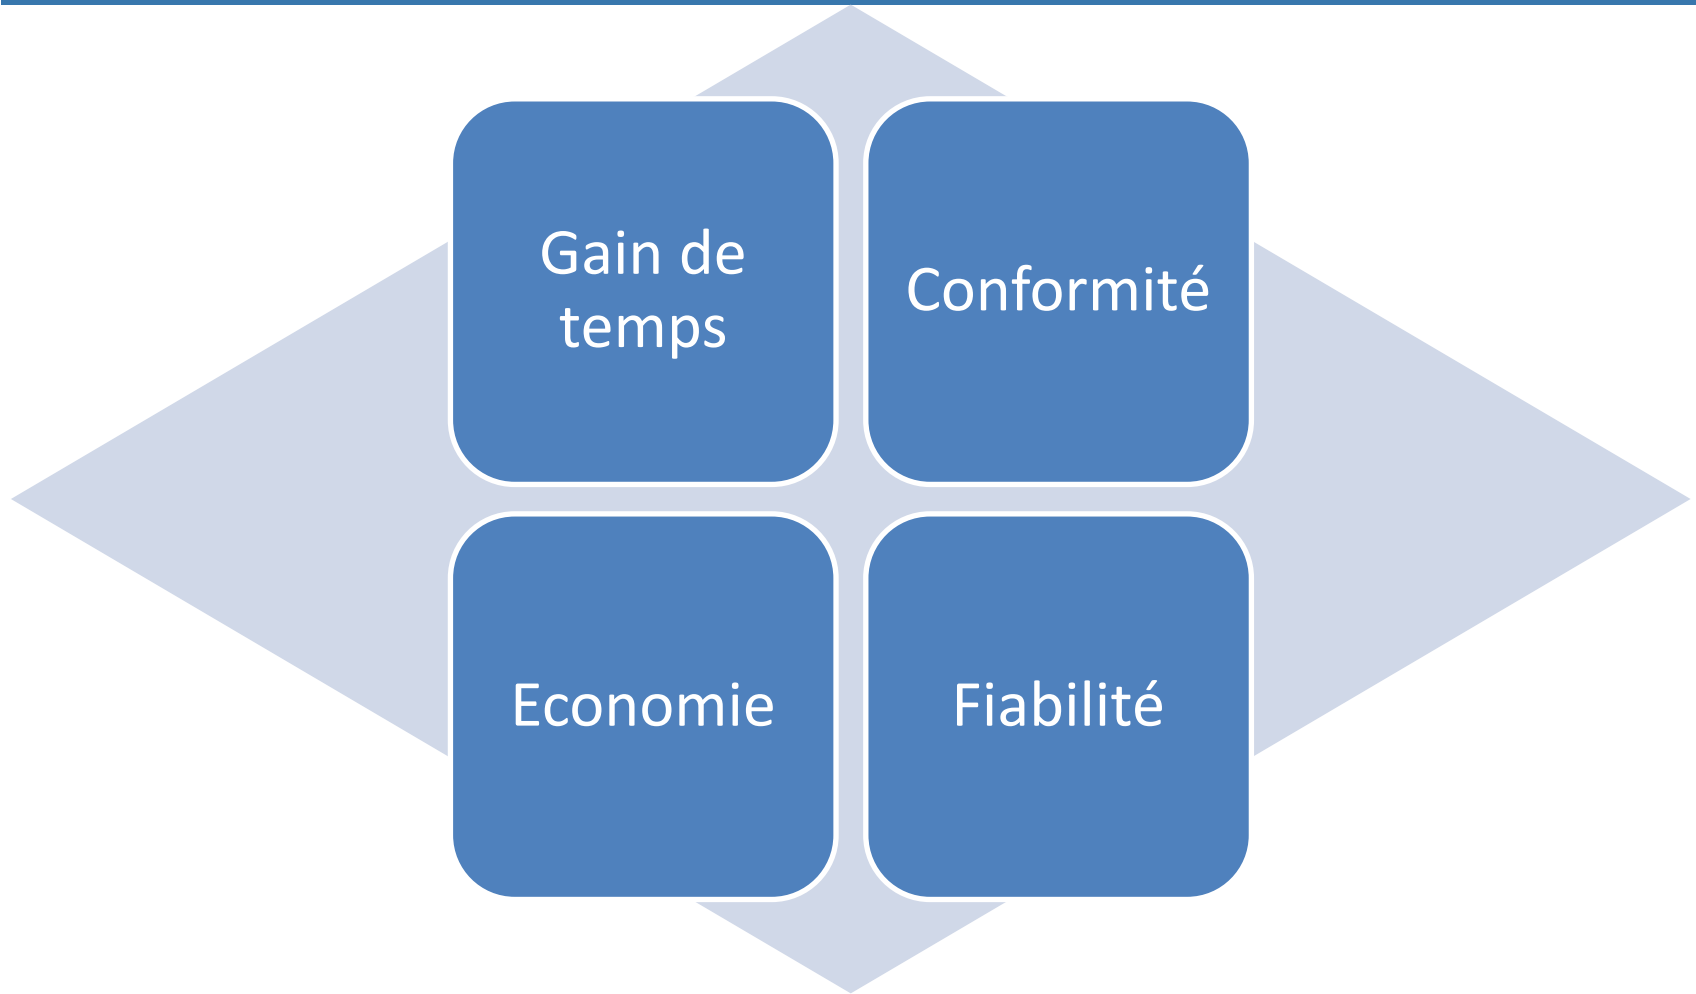 Gain de
temps
Conformité
Economie
Fiabilité